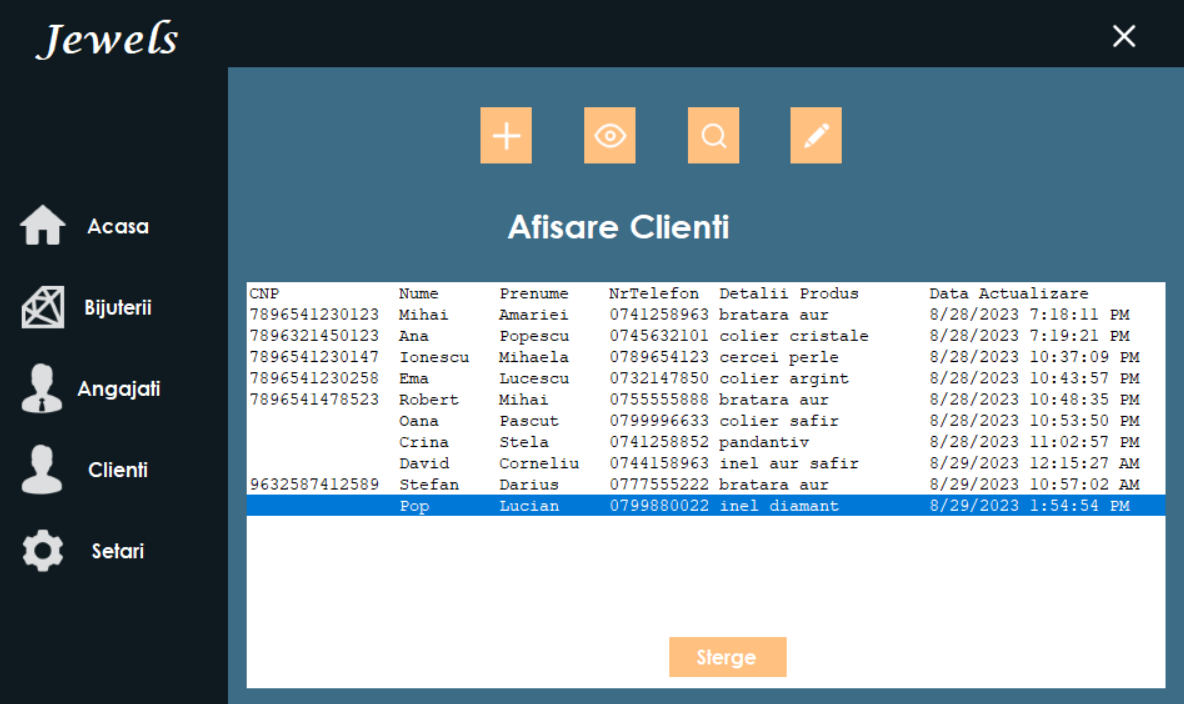 Jewels
Acasa
Bijuterii
Angajati
Clienti
Setari
Afisare Clienti
CNP Nume Prenume NrTelefon Detalii Produs Data Actualizare
7896541230123 Mihai Amariei 0741258963 bratara aur 8/28/2023 7:18:11 PM
7896321450123 Ana Popescu 0745632101 colier cristale 8/28/2023 7:19:21 PM
7896541230147 Ionescu Mihaela 0789654123 cercei perle 8/28/2023 10:37:09 PM
7896541230258 Ema Lucescu 0732147850 colier argint 8/28/2023 10:43:57 PM
7896541478523 Robert Mihai 0755555888 bratara aur 8/28/2023 10:48:35 PM
Oana Pascut 0799996633 colier safir 8/28/2023 10:53:50 PM
Crina Stela 0741258852 pandantiv 8/28/2023 11:02:57 PM
David Corneliu 0744158963 inel aur safir 8/29/2023 12:15:27 AM
9632587412589 Stefan Darius 0777555222 bratara aur 8/29/2023 10:57:02 AM
Pop Lucian 0799880022 inel diamant 8/29/2023 1:54:54 PM
Sterge